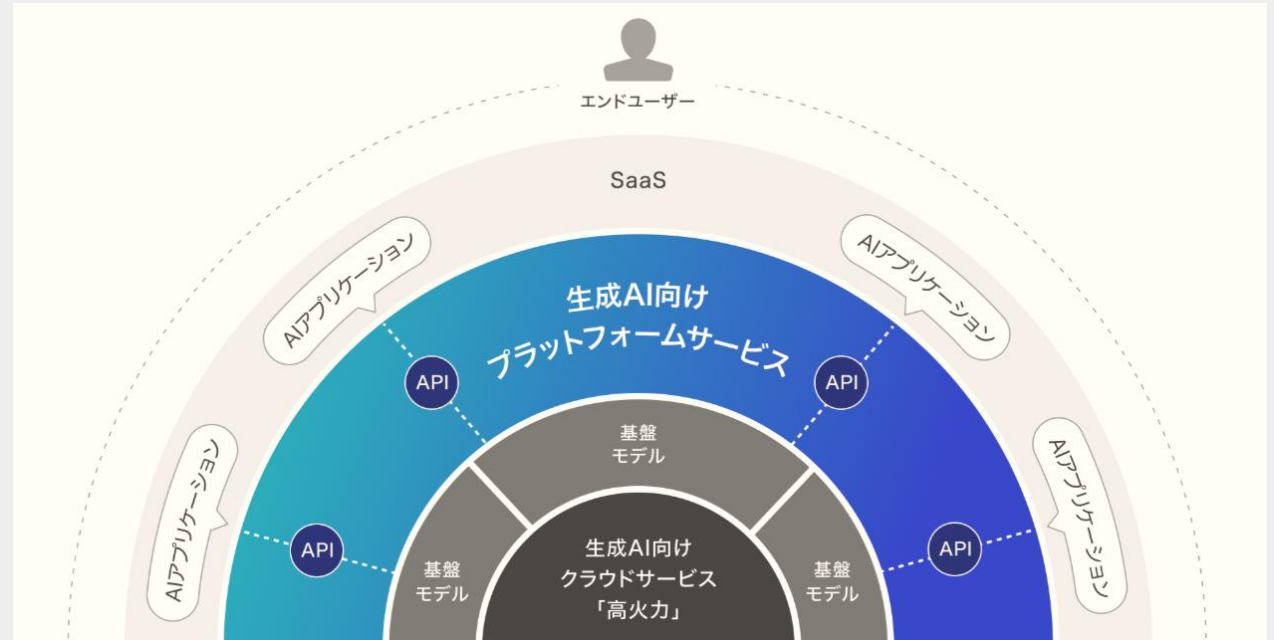 エンドユーザー
SaaS
AIアプリケーション
AIアプリケーション
生成AI向け
プラットフォームサービス
API
API
AIアプリケーション
AIアプリケーション
基盤
モデル
API
API
生成AI向け
クラウドサービス
「高火力」
基盤
モデル
基盤
モデル